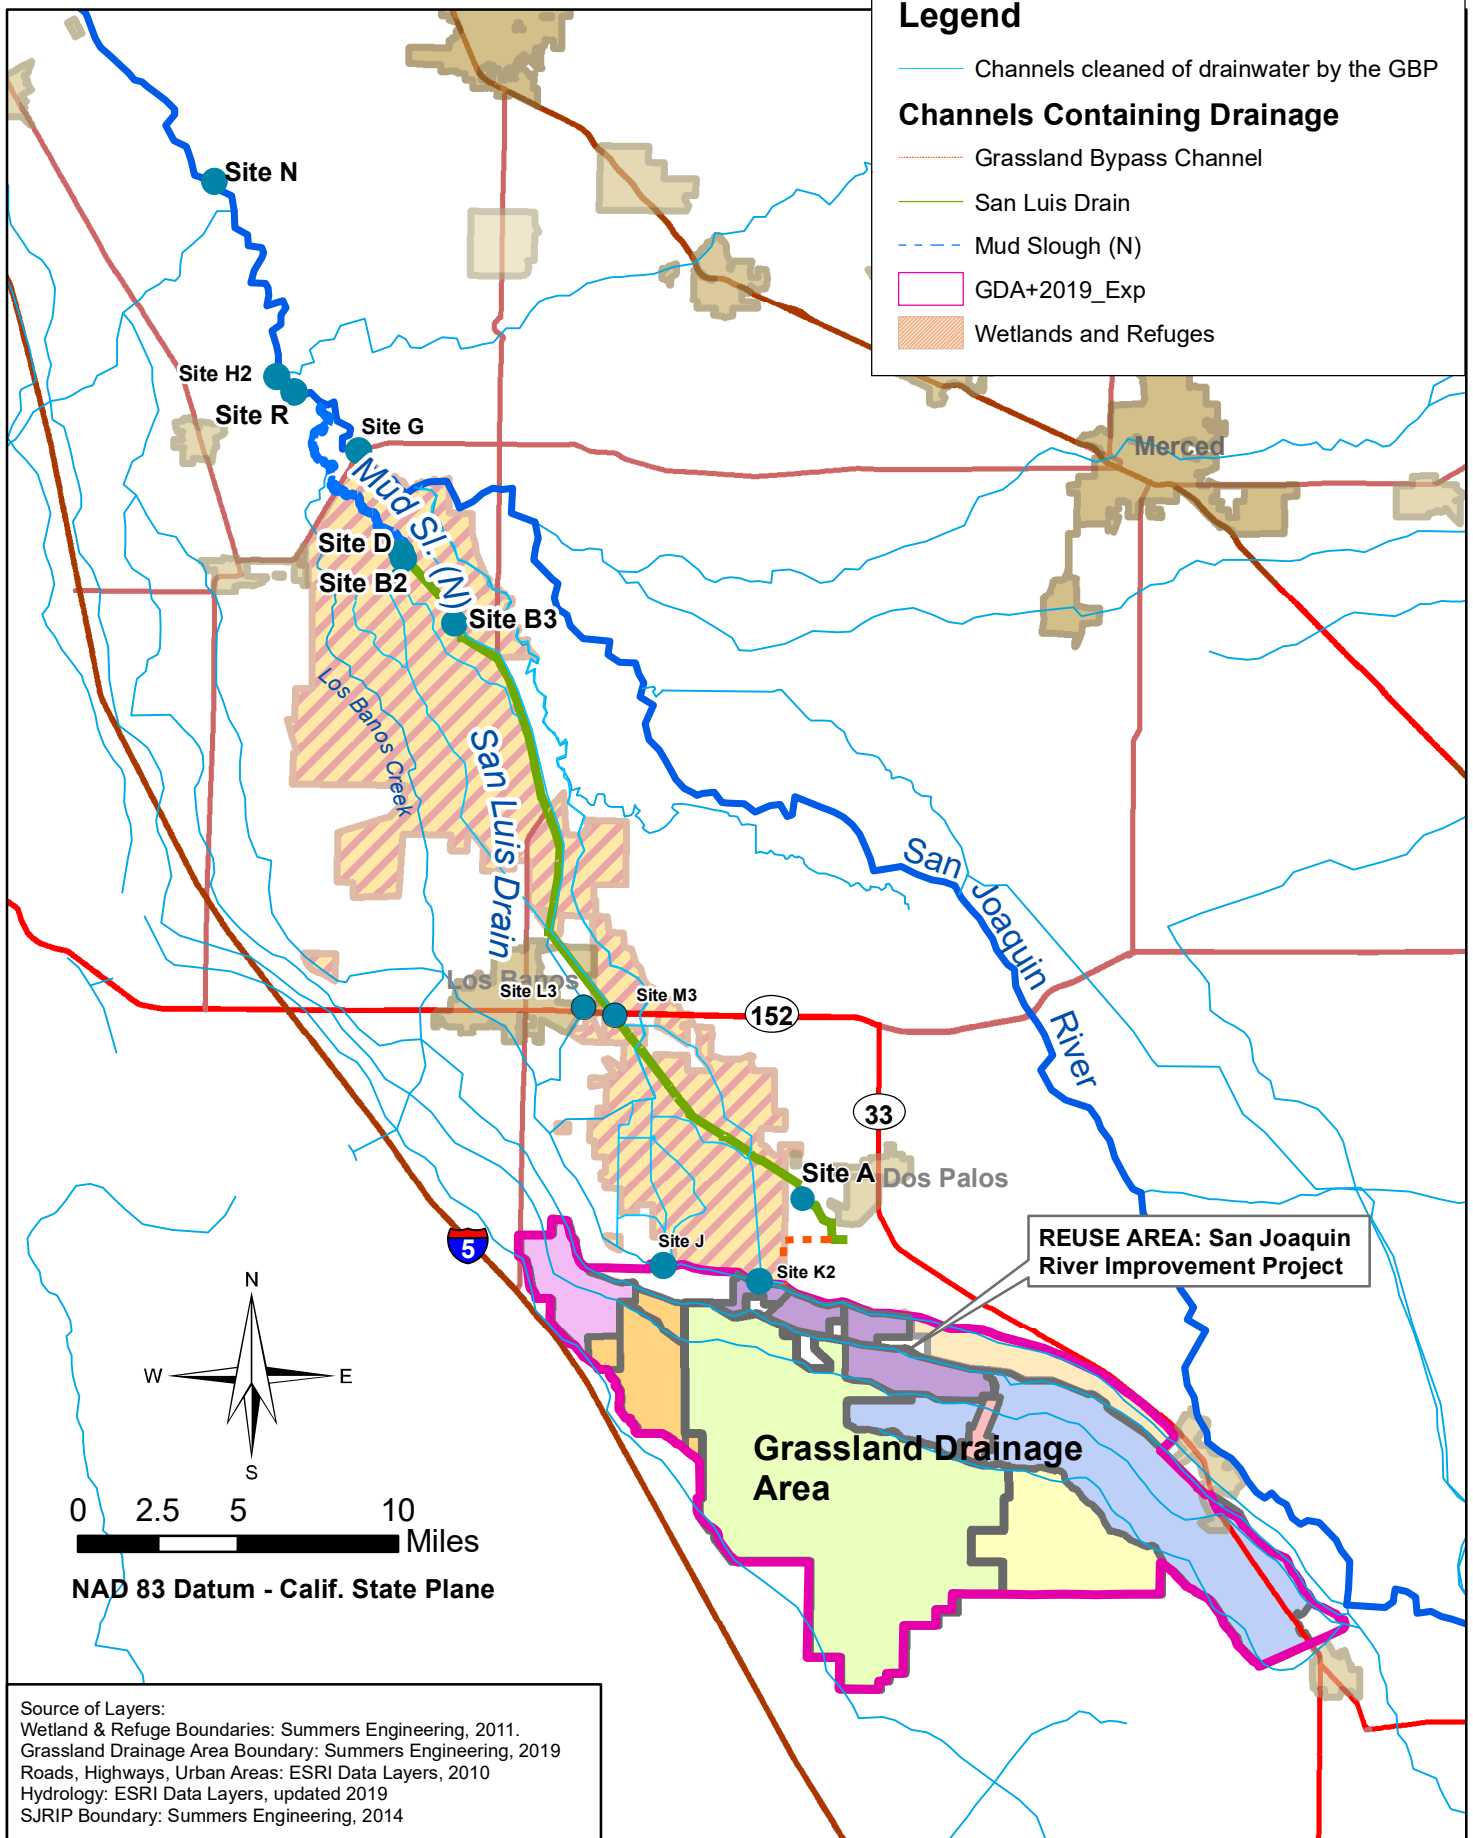 Legend
Channels cleaned of drainwater by the GBP
Channels Containing Drainage
Grassland Bypass Channel
San Luis Drain
Mud Slough (N)
GDA+2019_Exp
Wetlands and Refuges
Site N
Site H2
Site R
Site G
Merced
Mud Sl. (N)
Site D
Site B2
Site B3
Los Banos Creek
San Luis Drain
San Joaquin River
Los Banos
Site L3
Site M3
152
33
Site A
Dos Palos
5
Site J
Site K2
REUSE AREA: San Joaquin
River Improvement Project
N
W
E
S
Grassland Drainage
Area
0 2.5 5 10
Miles
NAD 83 Datum - Calif. State Plane
Source of Layers:
Wetland & Refuge Boundaries: Summers Engineering, 2011.
Grassland Drainage Area Boundary: Summers Engineering, 2019
Roads, Highways, Urban Areas: ESRI Data Layers, 2010
Hydrology: ESRI Data Layers, updated 2019
SJRIP Boundary: Summers Engineering, 2014